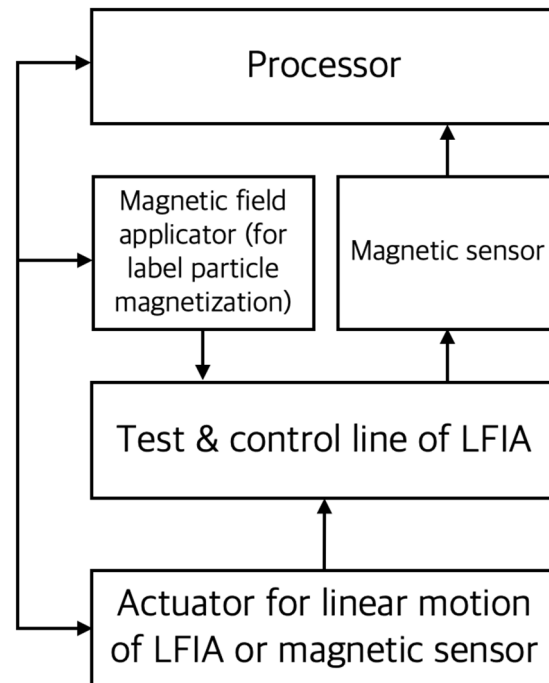 Processor
Magnetic field
applicator (for
label particle
magnetization)
Magnetic sensor
Test & control line of LFIA
Actuator for linear motion
of LFIA or magnetic sensor